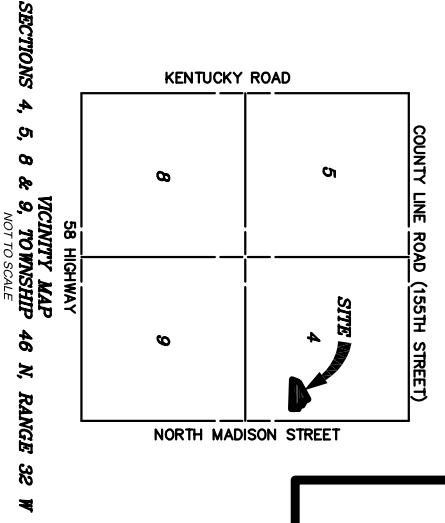 KENTUCKY ROAD
COUNTY LINE ROAD (155TH STREET)
5
8
SITE
4
9
58 HIGHWAY
NORTH MADISON STREET
VICINITY MAP
SECTIONS 4, 5, 8 & 9, TOWNSHIP 46 N, RANGE 32 W
NOT TO SCALE